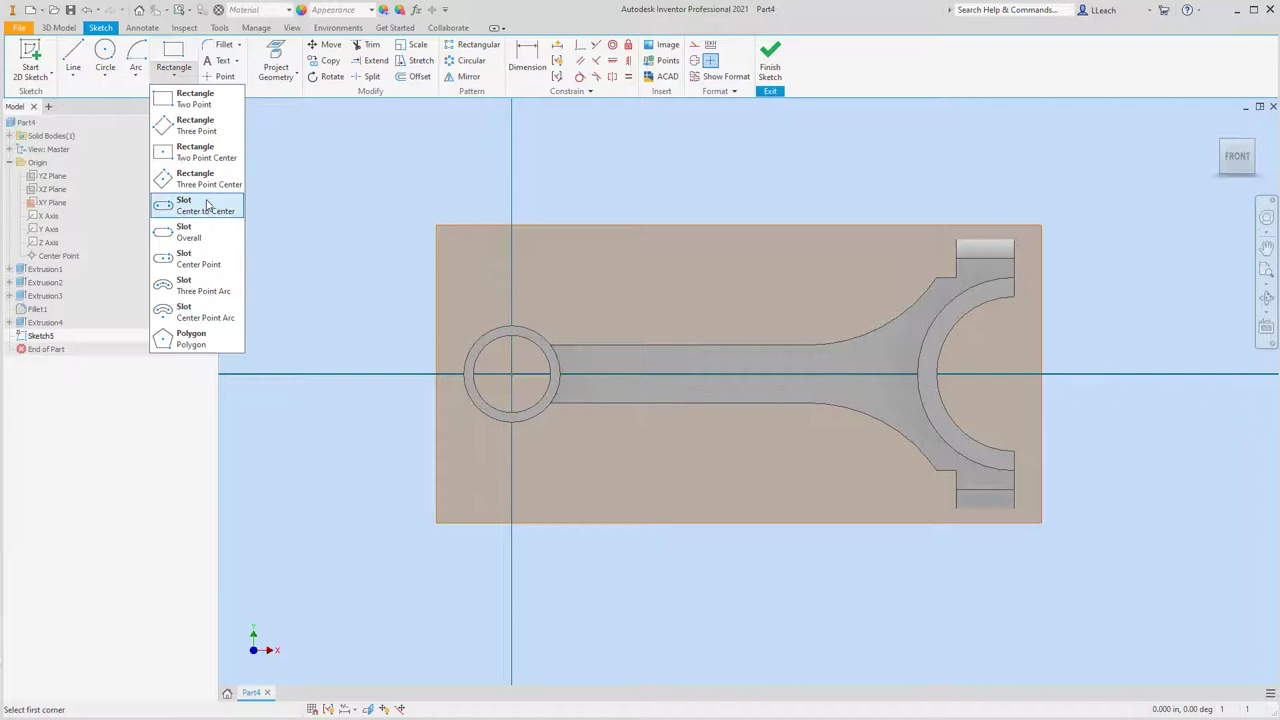 Material
Appearance
Autodesk Inventor Professional 2021 Part4
Search Help & Commands...
LLeach
File
3D Model
Sketch
Annotate
Inspect
Tools
Manage
View
Environments
Get Started
Collaborate
Start
2D Sketch
Line
Circle
Arc
Rectangle
Fillet
Text
Point
Project
Geometry
Move
Copy
Rotate
Trim
Extend
Split
Scale
Stretch
Offset
Rectangular
Circular
Mirror
Dimension
Image
Points
ACAD
Show Format
Finish
Sketch
Sketch
Modify
Pattern
Constrain
Insert
Format
Exit
Model
Part4
Solid Bodies(1)
View: Master
Origin
YZ Plane
XZ Plane
XY Plane
X Axis
Y Axis
Z Axis
Center Point
Extrusion1
Extrusion2
Extrusion3
Fillet1
Extrusion4
Sketch5
End of Part
Rectangle
Two Point
Rectangle
Three Point
Rectangle
Two Point Center
Rectangle
Three Point Center
Slot
Center to Center
Slot
Overall
Slot
Center Point
Slot
Three Point Arc
Slot
Center Point Arc
Polygon
Polygon
FRONT
Y
X
Part4
Select first corner
0.000 in, 0.00 deg
1
1